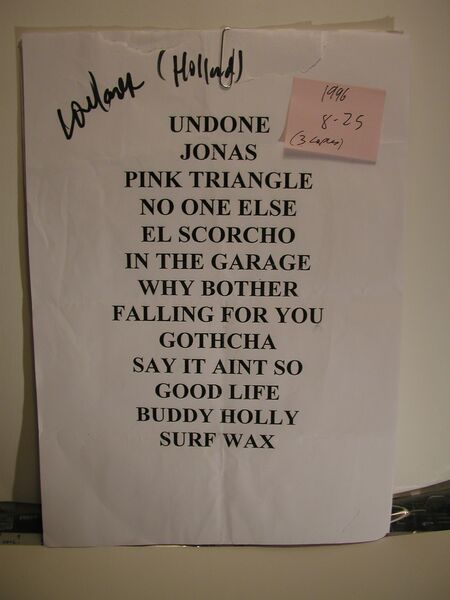 (Holland)
1996
8-25
(3 copies)
UNDONE
JONAS
PINK TRIANGLE
NO ONE ELSE
EL SCORCHO
IN THE GARAGE
WHY BOTHER
FALLING FOR YOU
GOTHCHA
SAY IT AINT SO
GOOD LIFE
BUDDY HOLLY
SURF WAX